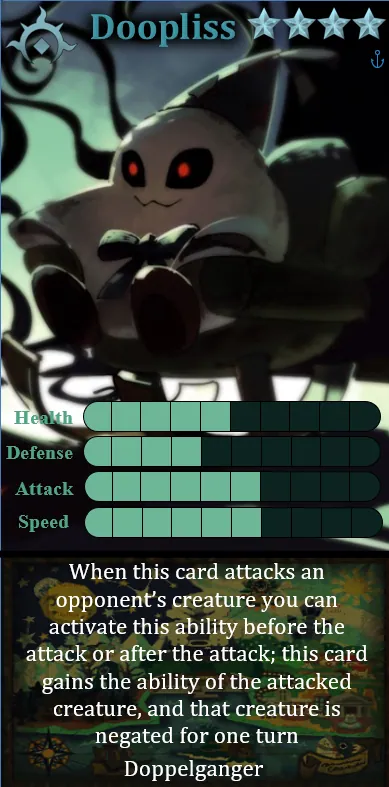 Doopliss
Health
Defense
Attack
Speed
When this card attacks an
opponent's creature you can
activate this ability before the
attack or after the attack; this card
gains the ability of the attacked
creature, and that creature is
negated for one turn
Doppelganger